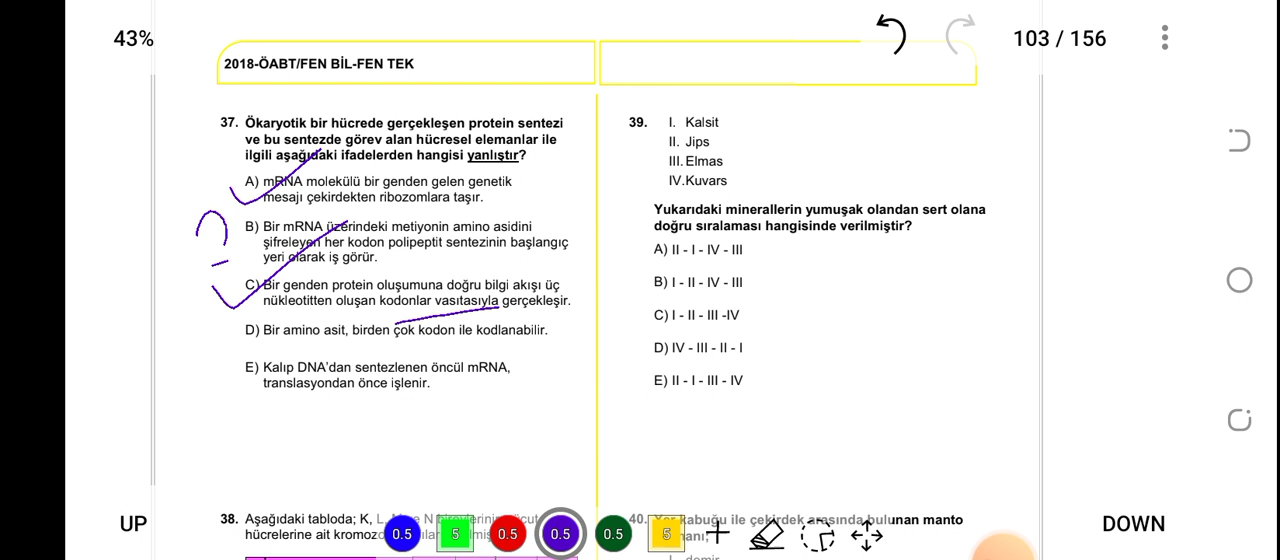 43%
103 / 156
2018-ÖABT/FEN BİL-FEN TEK
37. Ökaryotik bir hücrede gerçekleşen protein sentezi
ve bu sentezde görev alan hücresel elemanlar ile
ilgili aşağıdaki ifadelerden hangisi yanlıştır?
A) mRNA molekülü bir genden gelen genetik
mesajı çekirdekten ribozomlara taşır.
B) Bir mRNA üzerindeki metiyonin amino asidini
şifreleyen her kodon polipeptit sentezinin başlangıç
yeri olarak iş görür.
C) Bir genden protein oluşumuna doğru bilgi akışı üç
nükleotitten oluşan kodonlar vasıtasıyla gerçekleşir.
D) Bir amino asit, birden çok kodon ile kodlanabilir.
E) Kalıp DNA'dan sentezlenen öncül mRNA,
translasyondan önce işlenir.
38. Aşağıdaki tabloda; K, L,
hücrelerine ait
39. I. Kalsit
II. Jips
III. Elmas
IV.Kuvars
Yukarıdaki minerallerin yumuşak olandan sert olana
doğru sıralaması hangisinde verilmiştir?
A) II - I - IV - III
B) I - II - IV - III
C) I - II - III -IV
D) IV - III - II - I
E) II - I - III - IV
40. Yer kabuğu ile çekirdek arasında bulunan manto
UP
0.5
5
0.5
0.5
0.5
5
DOWN